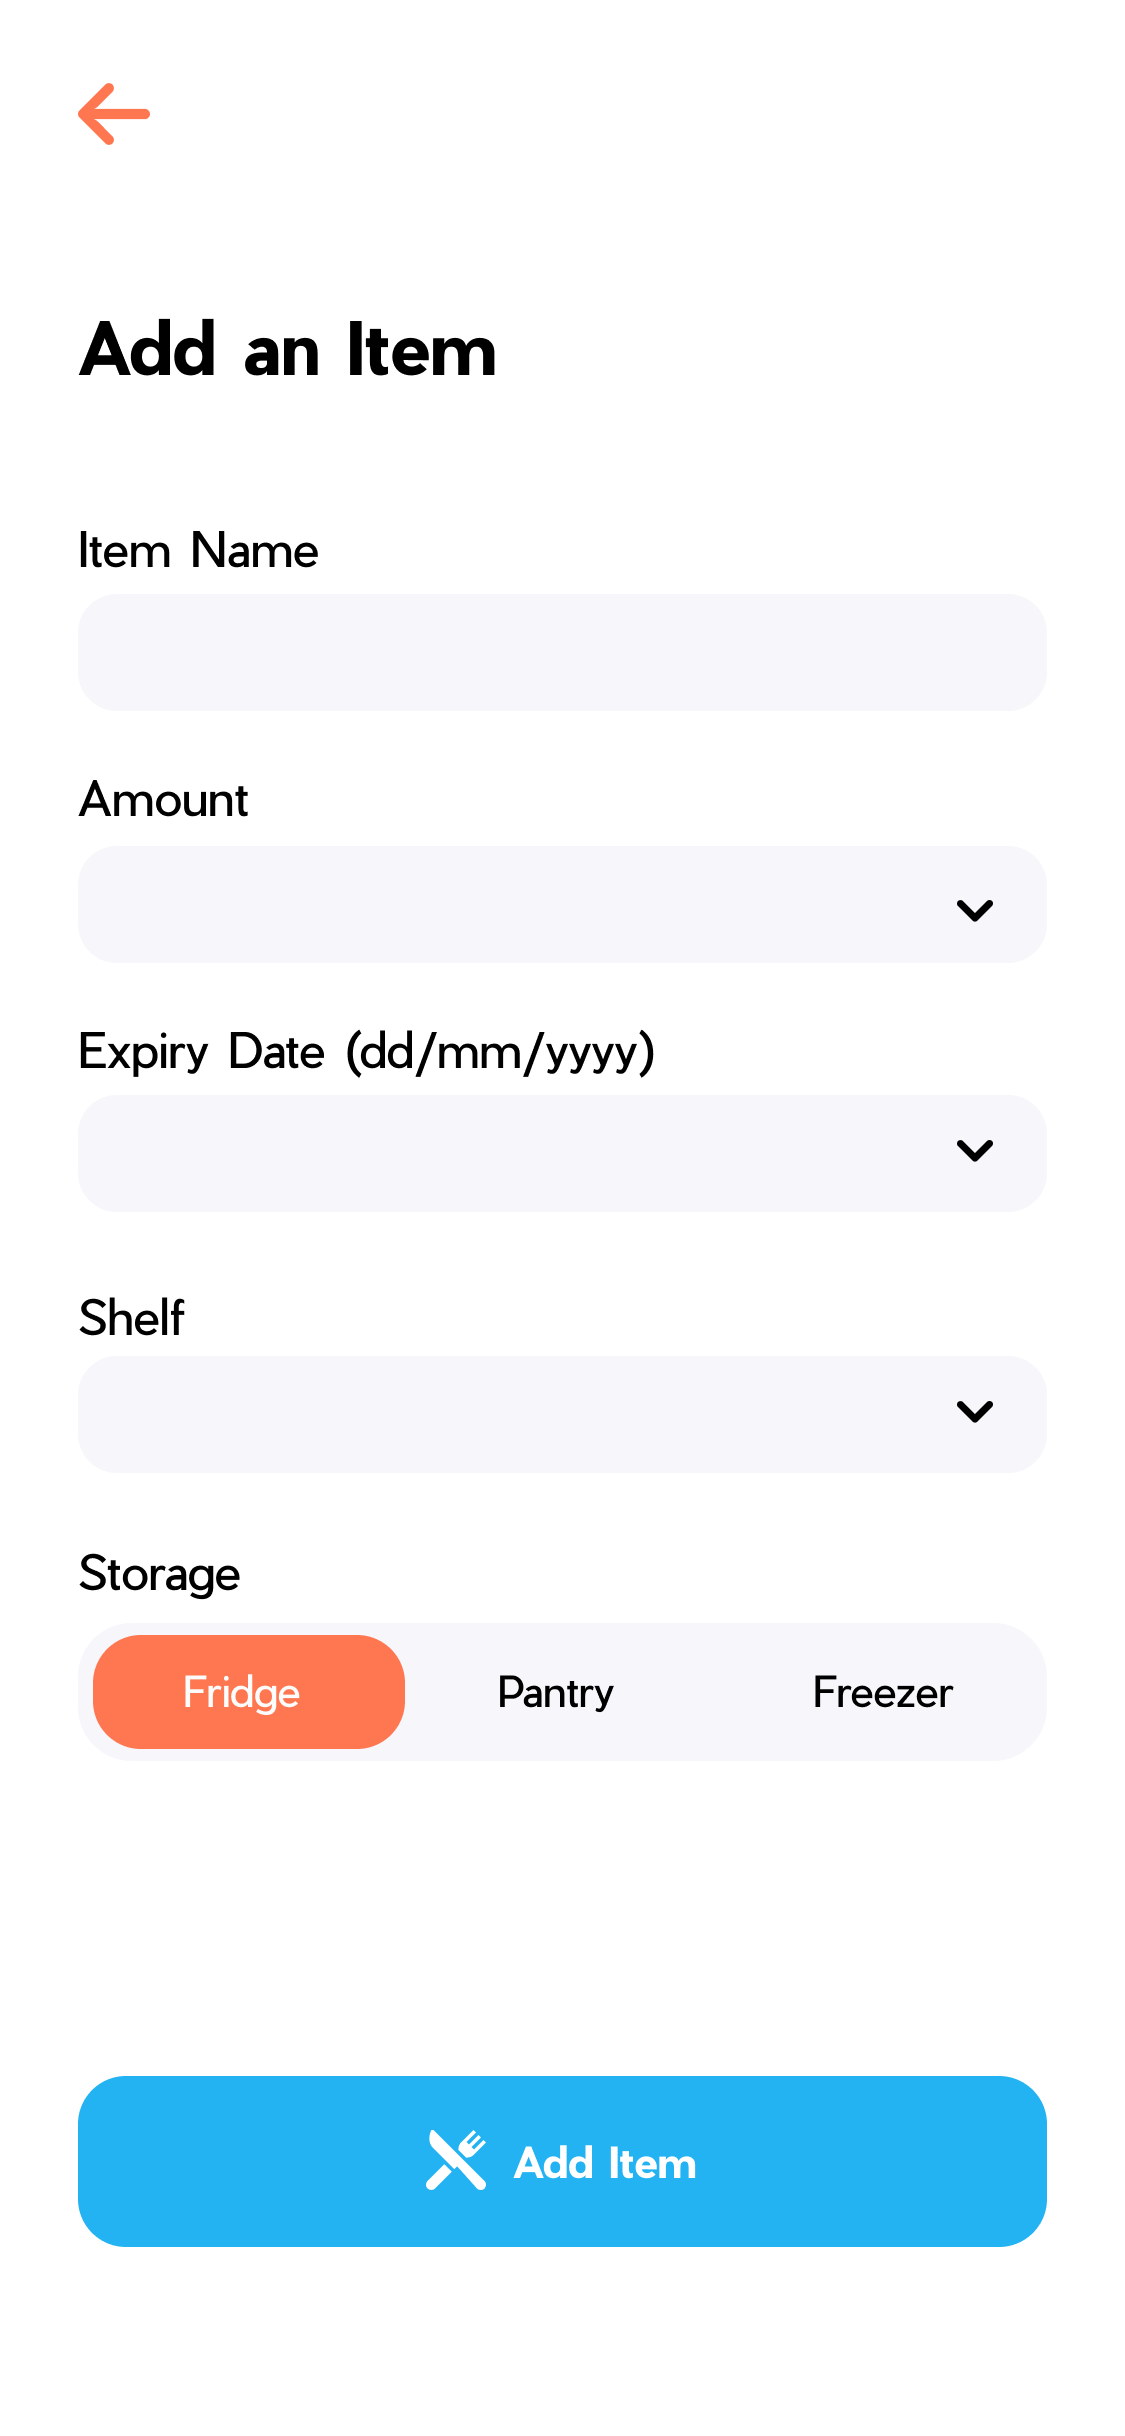 Add an Item
Item Name
Amount
Expiry Date (dd/mm/yyyy)
Shelf
Storage
Fridge Pantry Freezer
Add Item